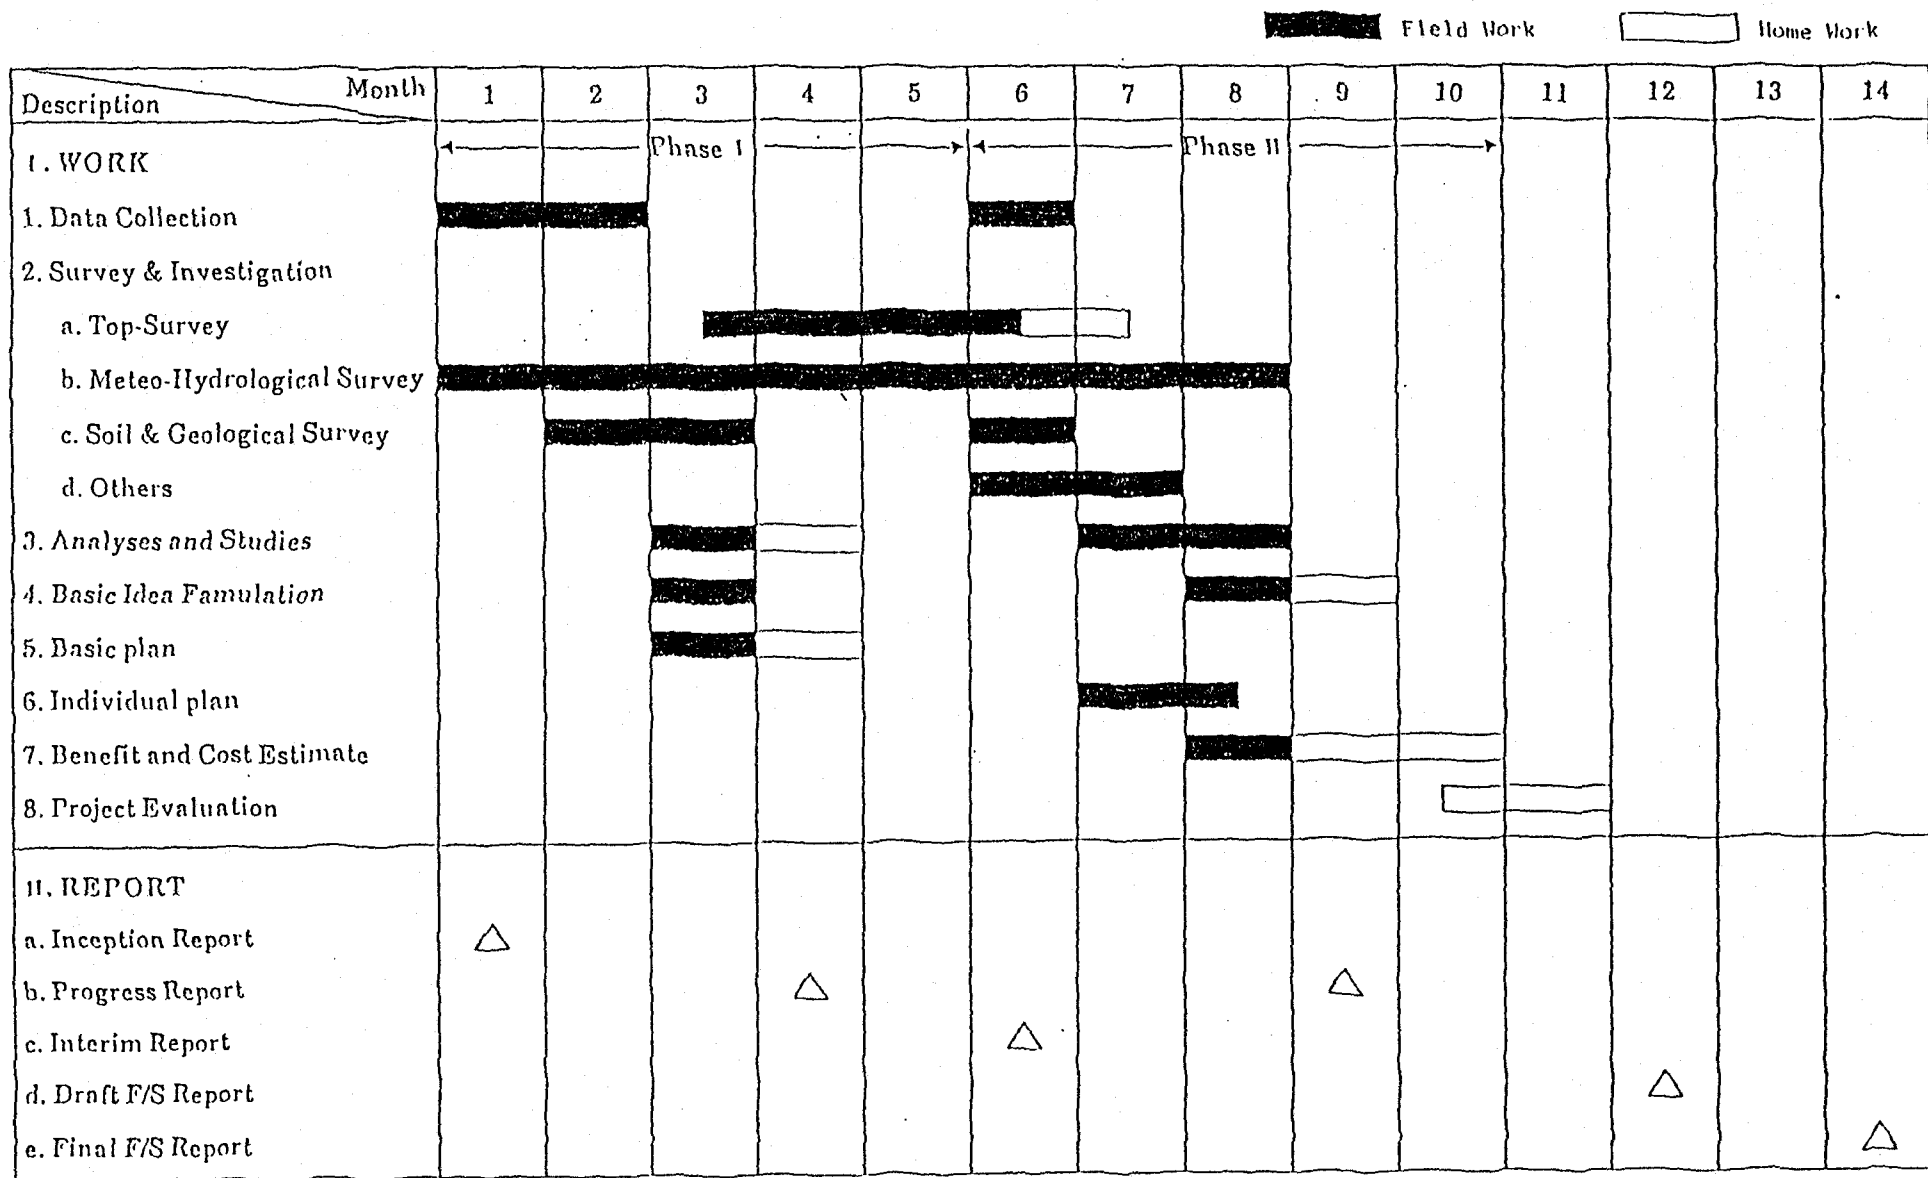 Field Work Home Work
Month 1 2 3 4 5 6 7 8 9 10 11 12 13 14
Description
I. WORK Phase I Phase II
1. Data Collection
2. Survey & Investigation
a. Top-Survey
b. Meteo-Hydrological Survey
c. Soil & Geological Survey
d. Others
3. Analyses and Studies
4. Basic Idea Famulation
5. Basic plan
6. Individual plan
7. Benefit and Cost Estimate
8. Project Evaluation
II. REPORT
a. Inception Report
b. Progress Report
c. Interim Report
d. Draft F/S Report
e. Final F/S Report